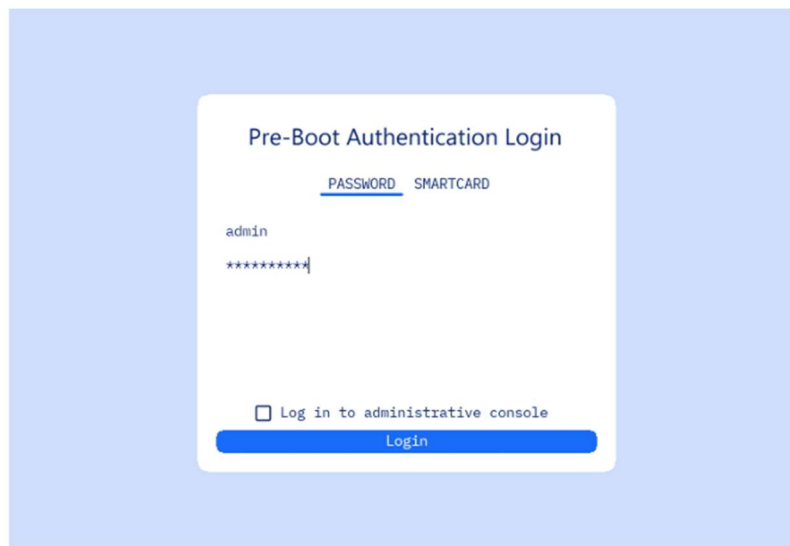 Pre-Boot Authentication Login
PASSWORD SMARTCARD
admin
**********
Log in to administrative console
Login